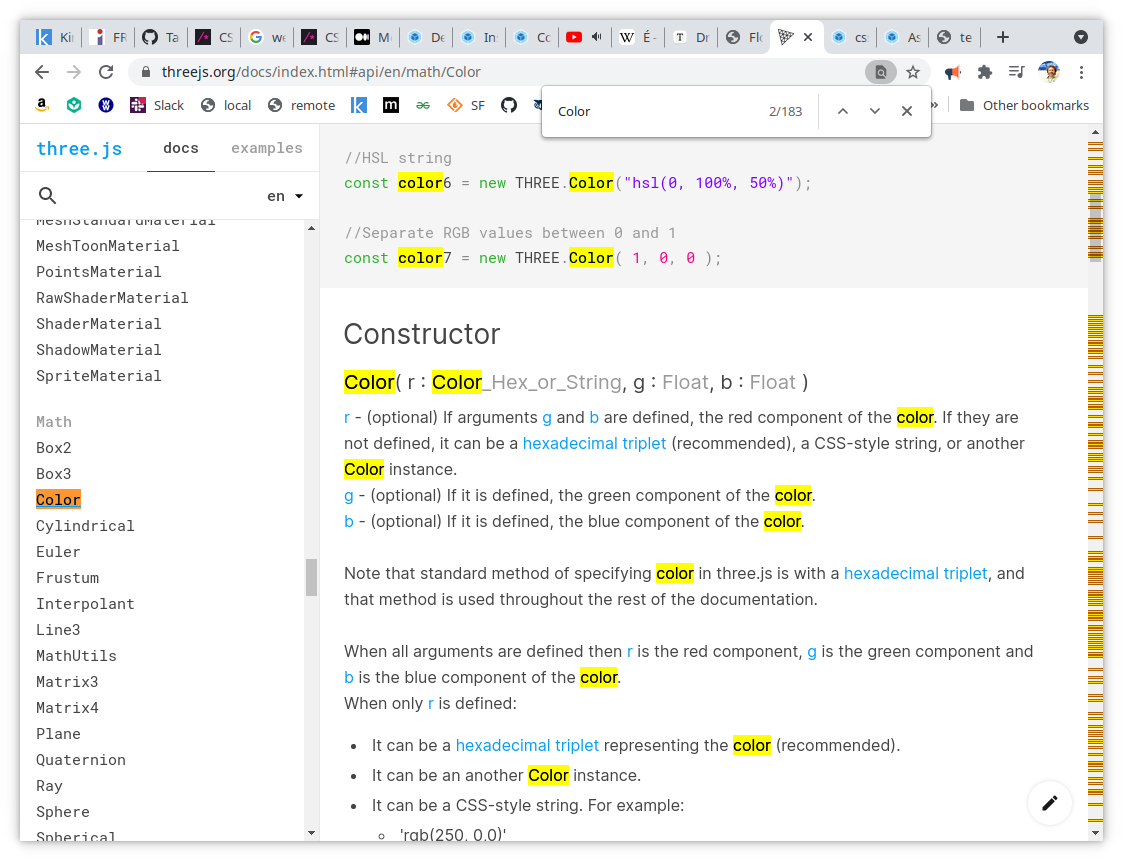 Ki FR Ta CS we CS M De In Co W É - T Dr Flo cs As te
threejs.org/docs/index.html#api/en/math/Color
Slack local remote m SF » Other bookmarks
Color 2/183
three.js docs examples
en
MeshStandardMaterial
MeshToonMaterial
PointsMaterial
RawShaderMaterial
ShaderMaterial
ShadowMaterial
SpriteMaterial
Math
Box2
Box3
Color
Cylindrical
Euler
Frustum
Interpolant
Line3
MathUtils
Matrix3
Matrix4
Plane
Quaternion
Ray
Sphere
Spherical
//HSL string
const color6 = new THREE.Color("hsl(0, 100%, 50%)");
//Separate RGB values between 0 and 1
const color7 = new THREE.Color( 1, 0, 0 );
Constructor
Color( r : Color_Hex_or_String, g : Float, b : Float )
r - (optional) If arguments g and b are defined, the red component of the color. If they are
not defined, it can be a hexadecimal triplet (recommended), a CSS-style string, or another
Color instance.
g - (optional) If it is defined, the green component of the color.
b - (optional) If it is defined, the blue component of the color.
Note that standard method of specifying color in three.js is with a hexadecimal triplet, and
that method is used throughout the rest of the documentation.
When all arguments are defined then r is the red component, g is the green component and
b is the blue component of the color.
When only r is defined:
• It can be a hexadecimal triplet representing the color (recommended).
• It can be an another Color instance.
• It can be a CSS-style string. For example:
◦ 'rgb(250, 0,0)'